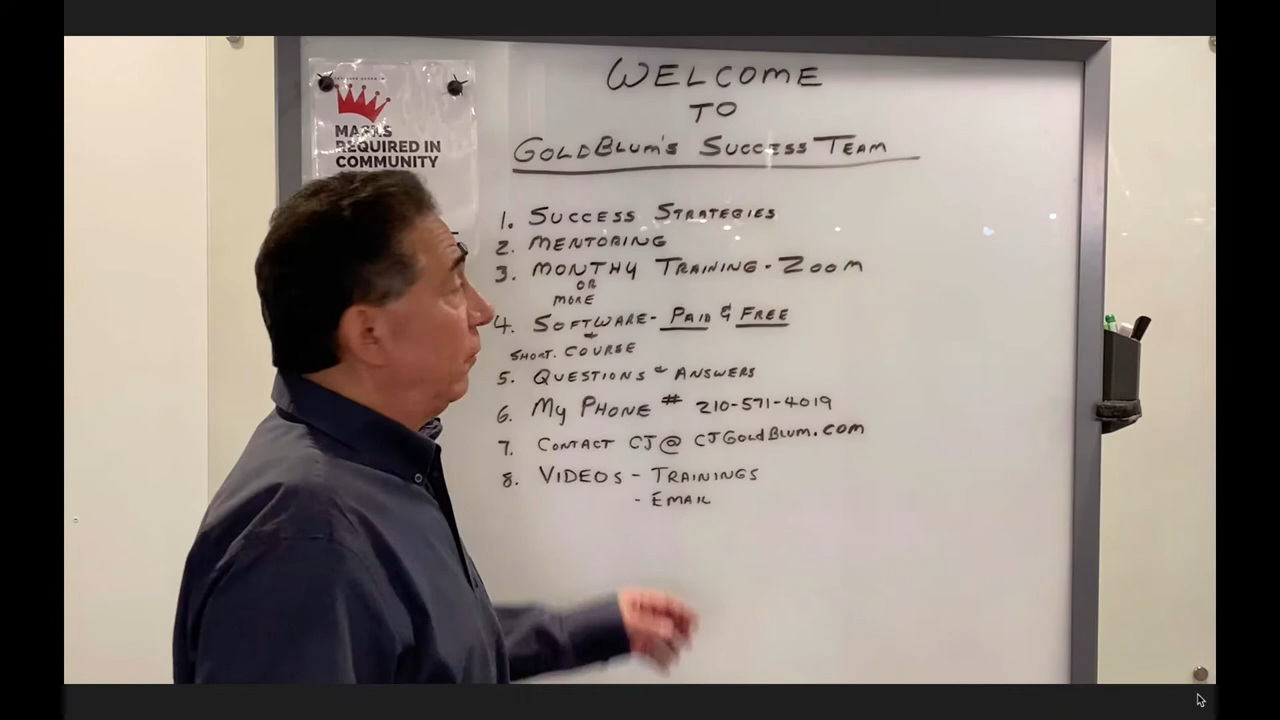 MASKS
REQUIRED IN
COMMUNITY
WELCOME
TO
GOLDBLUM'S SUCCESS TEAM
1. SUCCESS STRATEGIES
2. MENTORING
3. MONTHY TRAINING - ZOOM
OR
MORE
4. SOFTWARE - PAID & FREE
&
SHORT. COURSE
5. QUESTIONS & ANSWERS
6. MY PHONE # 210-571-4019
7. CONTACT CJ@CJGOLDBLUM.COM
8. VIDEOS - TRAININGS
- EMAIL